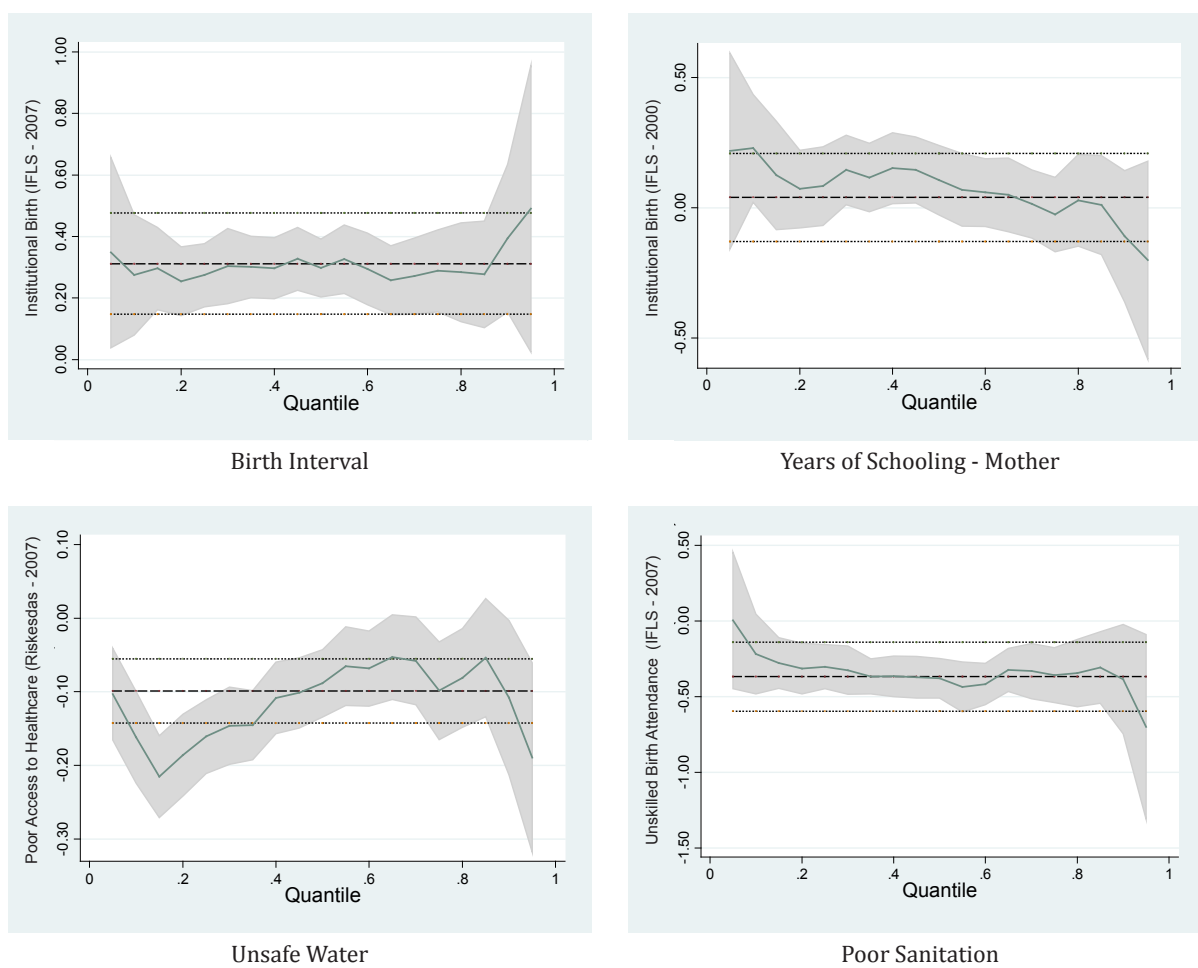 Institutional Birth (IFLS - 2007)
1.00
0.80
0.60
0.40
0.20
0.00
0 .2 .4 .6 .8 1
Quantile
Birth Interval
Institutional Birth (IFLS - 2000)
0.50
0.00
-0.50
0 .2 .4 .6 .8 1
Quantile
Years of Schooling - Mother
Poor Access to Healthcare (Riskesdas - 2007)
0.10
0.00
-0.10
-0.20
-0.30
0 .2 .4 .6 .8 1
Quantile
Unsafe Water
Unskilled Birth Attendance (IFLS - 2007)
0.50
0.00
-0.50
-1.00
-1.50
0 .2 .4 .6 .8 1
Quantile
Poor Sanitation